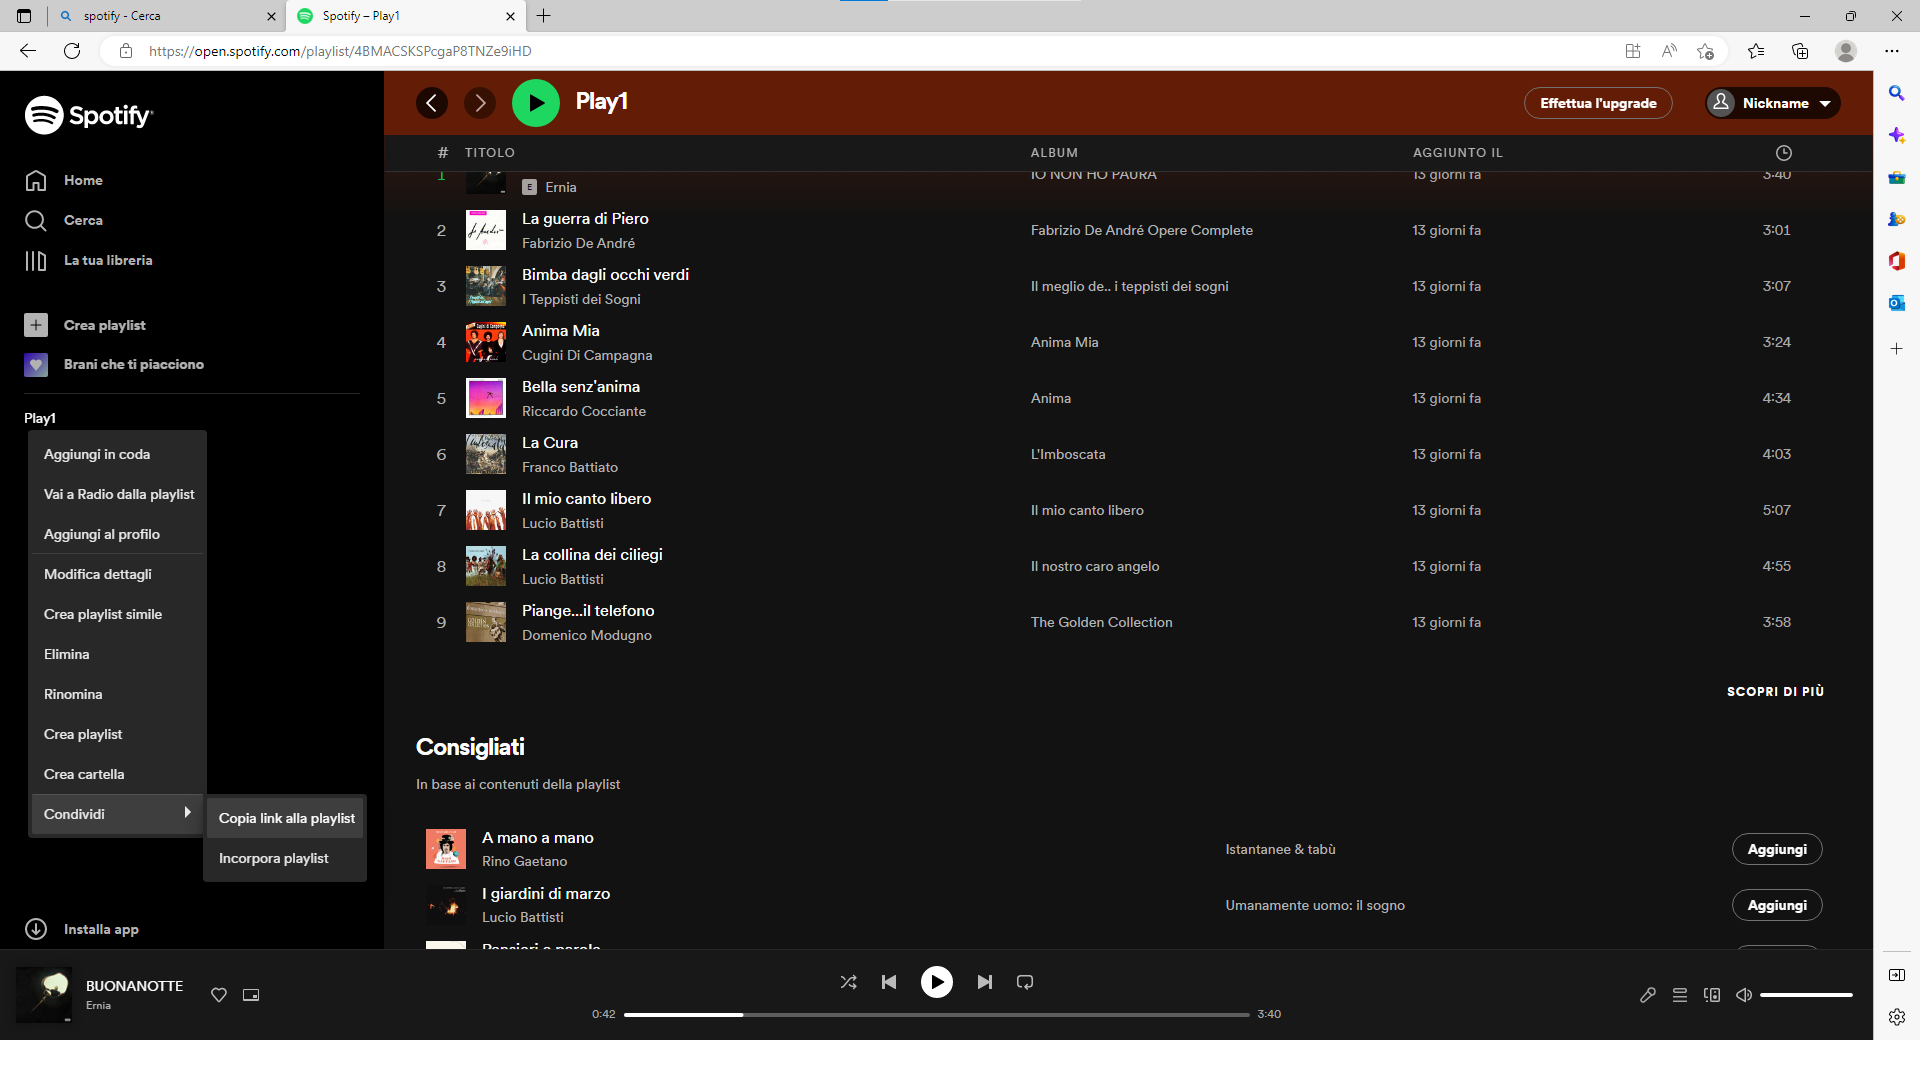 spotify - Cerca
Spotify – Play1
https://open.spotify.com/playlist/4BMACSKSPcgaP8TNZe9iHD
Spotify
Home
Cerca
La tua libreria
Crea playlist
Brani che ti piacciono
Play1
Aggiungi in coda
Vai a Radio dalla playlist
Aggiungi al profilo
Modifica dettagli
Crea playlist simile
Elimina
Rinomina
Crea playlist
Crea cartella
Condividi
Copia link alla playlist
Incorpora playlist
Installa app
Play1
Effettua l'upgrade
Nickname
# TITOLO ALBUM AGGIUNTO IL
1 IO NON HO PAURA 13 giorni fa 3:40
E Ernia
2 La guerra di Piero Fabrizio De André Opere Complete 13 giorni fa 3:01
Fabrizio De André
3 Bimba dagli occhi verdi Il meglio de.. i teppisti dei sogni 13 giorni fa 3:07
I Teppisti dei Sogni
4 Anima Mia Anima Mia 13 giorni fa 3:24
Cugini Di Campagna
5 Bella senz'anima Anima 13 giorni fa 4:34
Riccardo Cocciante
6 La Cura L'Imboscata 13 giorni fa 4:03
Franco Battiato
7 Il mio canto libero Il mio canto libero 13 giorni fa 5:07
Lucio Battisti
8 La collina dei ciliegi Il nostro caro angelo 13 giorni fa 4:55
Lucio Battisti
9 Piange...il telefono The Golden Collection 13 giorni fa 3:58
Domenico Modugno
SCOPRI DI PIÙ
Consigliati
In base ai contenuti della playlist
A mano a mano Istantanee & tabù Aggiungi
Rino Gaetano
I giardini di marzo Umanamente uomo: il sogno Aggiungi
Lucio Battisti
Pensieri e parole
BUONANOTTE
Ernia
0:42 3:40